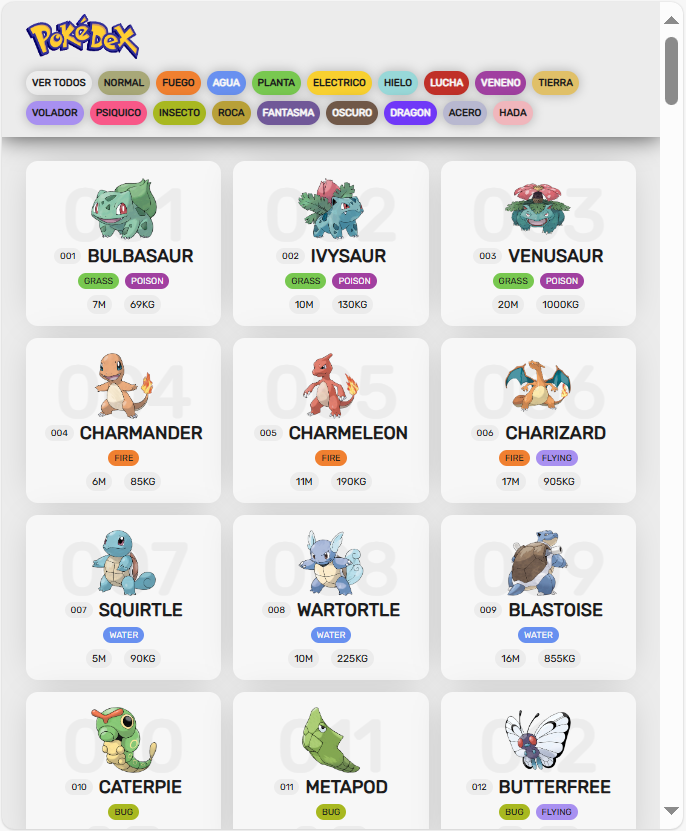 PoKéDeX
VER TODOS NORMAL FUEGO AGUA PLANTA ELECTRICO HIELO LUCHA VENENO TIERRA
VOLADOR PSIQUICO INSECTO ROCA FANTASMA OSCURO DRAGON ACERO HADA
001 002 003
001 BULBASAUR 002 IVYSAUR 003 VENUSAUR
GRASS POISON GRASS POISON GRASS POISON
7M 69KG 10M 130KG 20M 1000KG
004 005 006
004 CHARMANDER 005 CHARMELEON 006 CHARIZARD
FIRE FIRE FIRE FLYING
6M 85KG 11M 190KG 17M 905KG
007 008 009
007 SQUIRTLE 008 WARTORTLE 009 BLASTOISE
WATER WATER WATER
5M 90KG 10M 225KG 16M 855KG
010 011 012
010 CATERPIE 011 METAPOD 012 BUTTERFREE
BUG BUG BUG FLYING